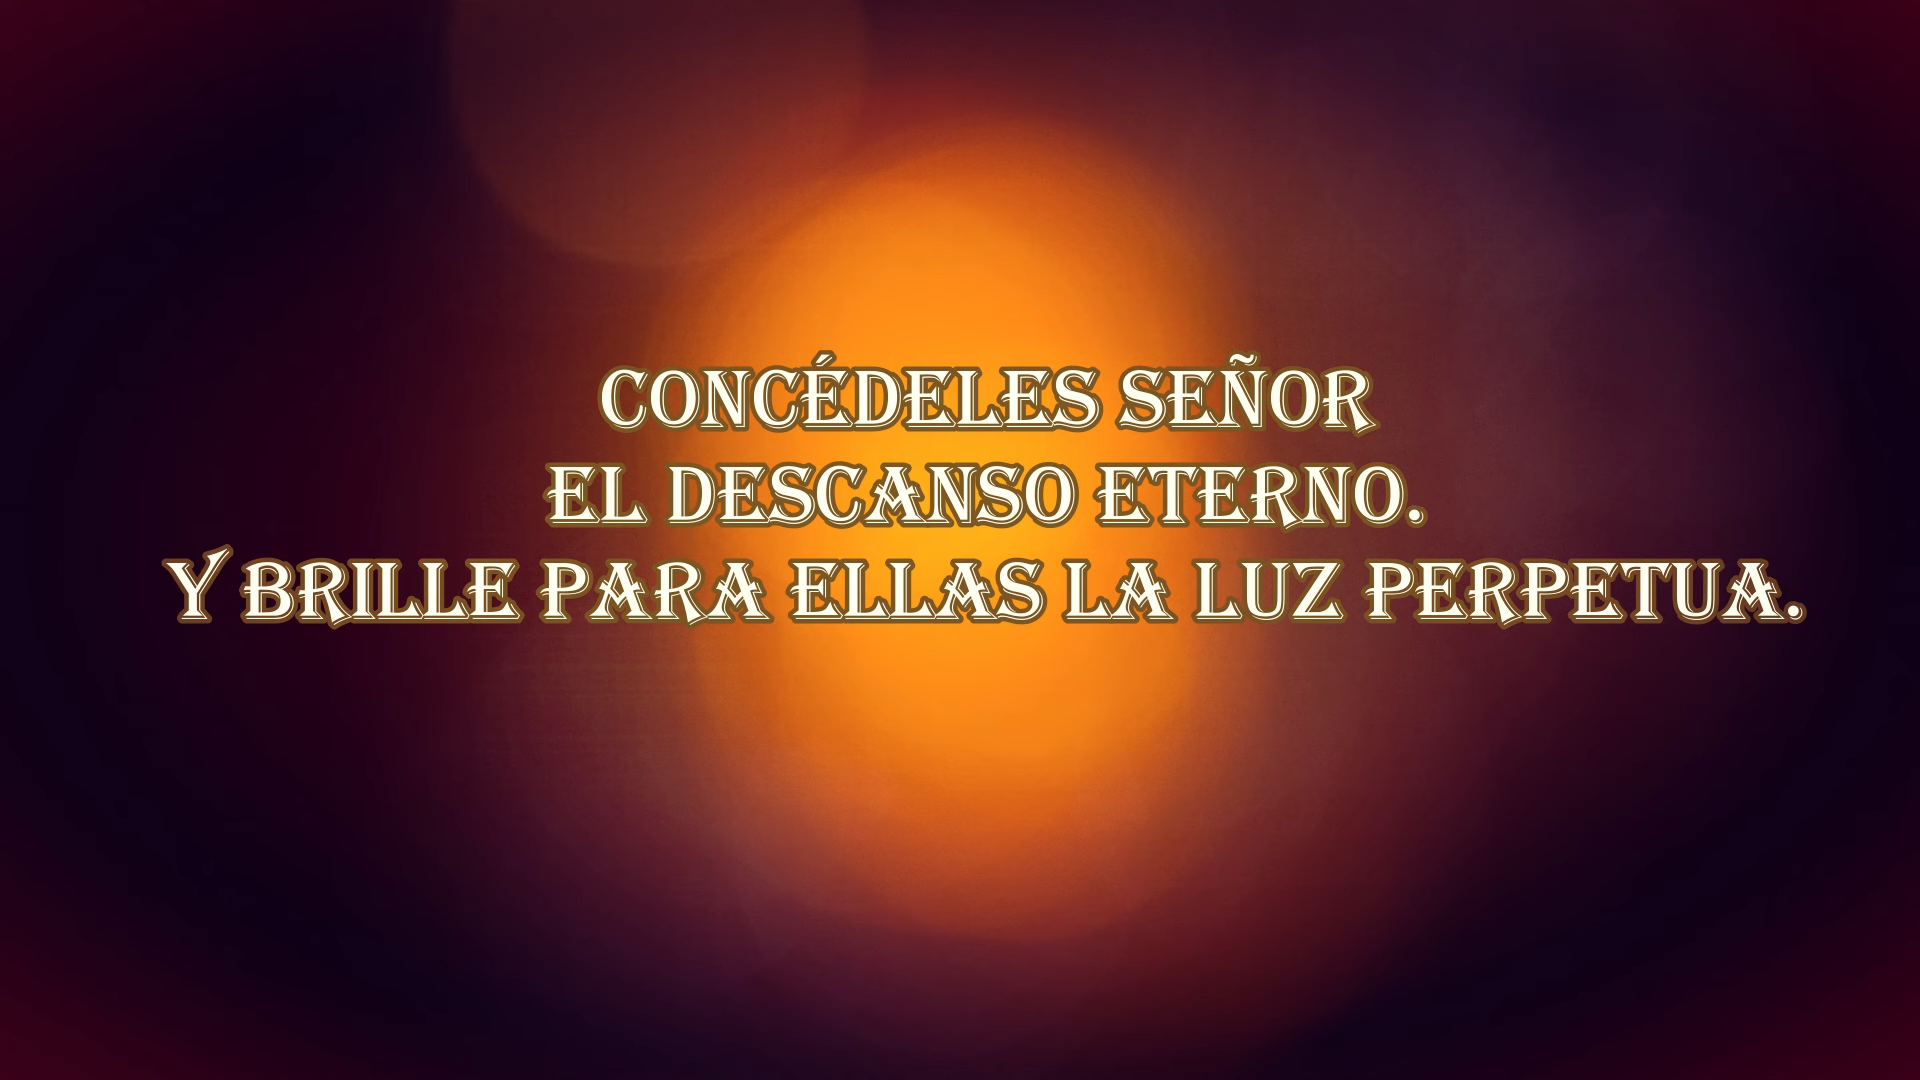 CONCÉDELES SEÑOR
EL DESCANSO ETERNO.
Y BRILLE PARA ELLAS LA LUZ PERPETUA.